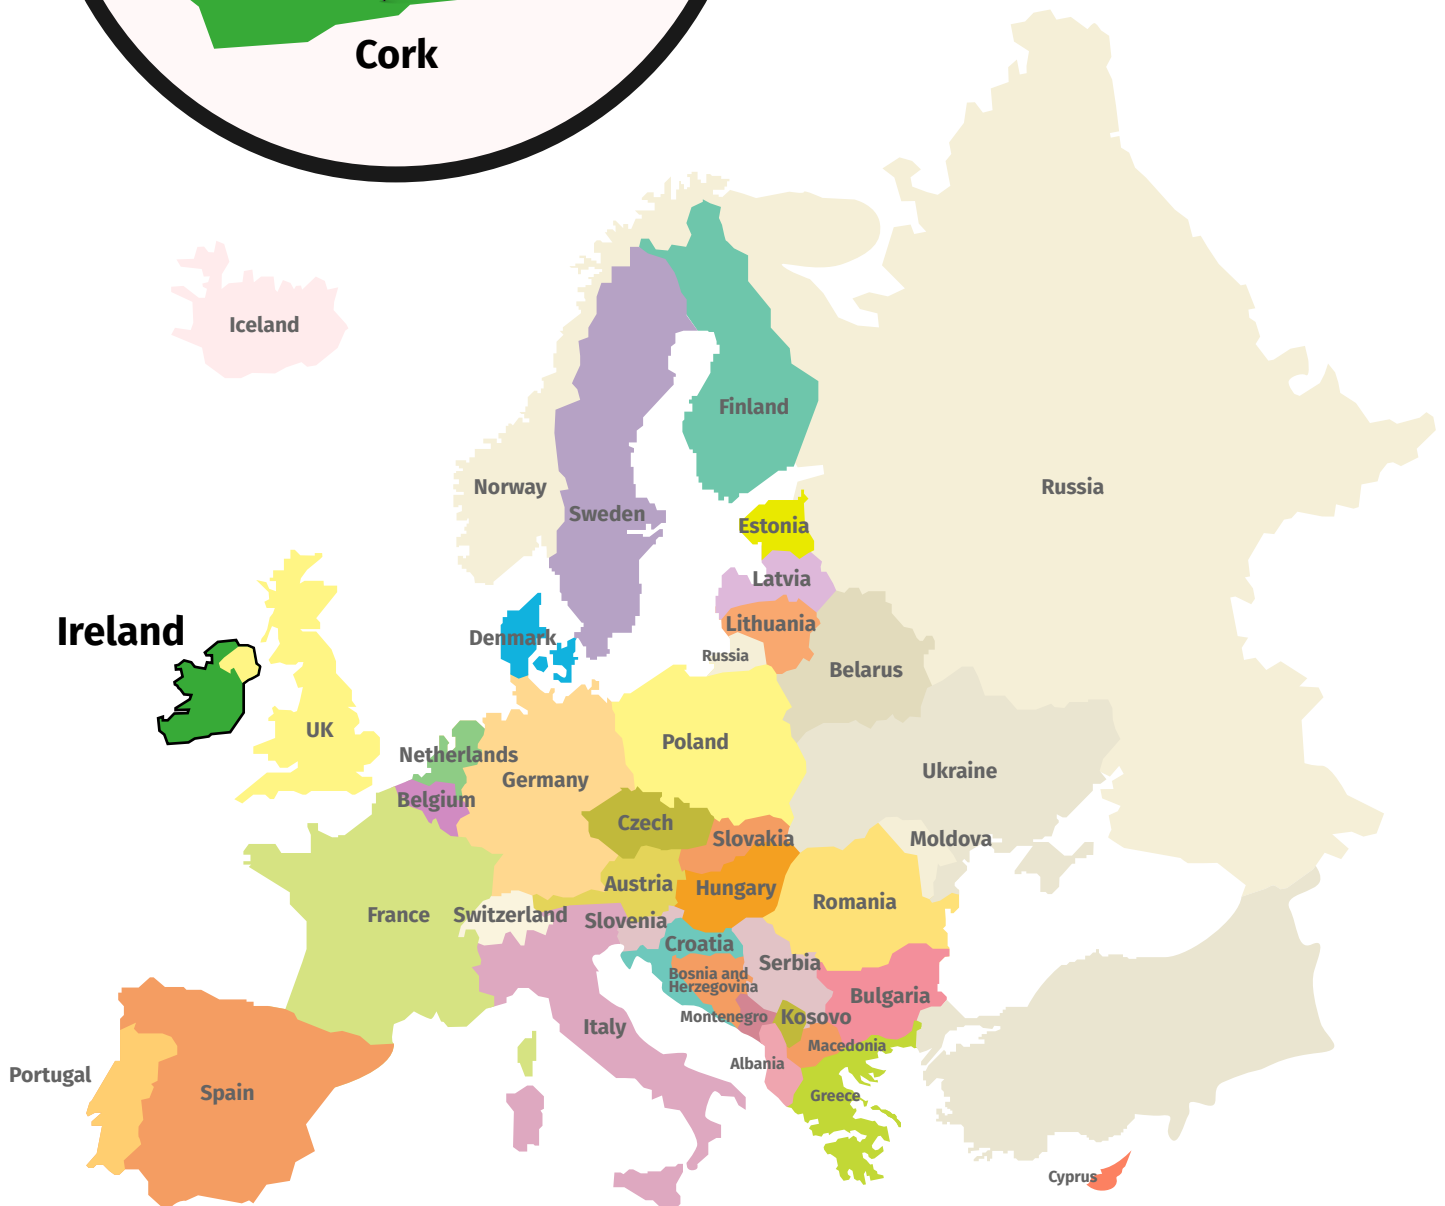 Cork
Iceland
Finland
Norway
Russia
Sweden
Estonia
Latvia
Lithuania
Ireland
Denmark
Russia
Belarus
UK
Poland
Netherlands
Ukraine
Germany
Belgium
Czech
Slovakia
Moldova
Austria
Hungary
Romania
France
Switzerland
Slovenia
Croatia
Serbia
Bosnia and
Herzegovina
Bulgaria
Montenegro
Kosovo
Italy
Macedonia
Albania
Portugal
Spain
Greece
Cyprus